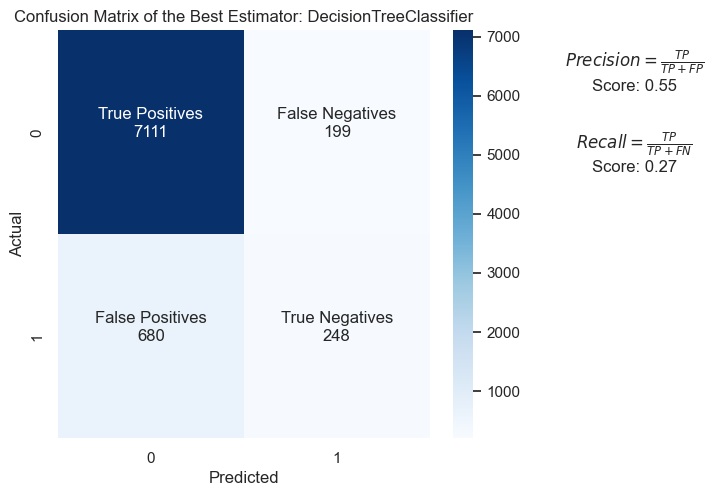 Confusion Matrix of the Best Estimator: DecisionTreeClassifier
True Positives
7111
False Negatives
199
False Positives
680
True Negatives
248
0
1
Actual
0
1
Predicted
7000
6000
5000
4000
3000
2000
1000
Precision = TP / TP + FP
Score: 0.55
Recall = TP / TP + FN
Score: 0.27